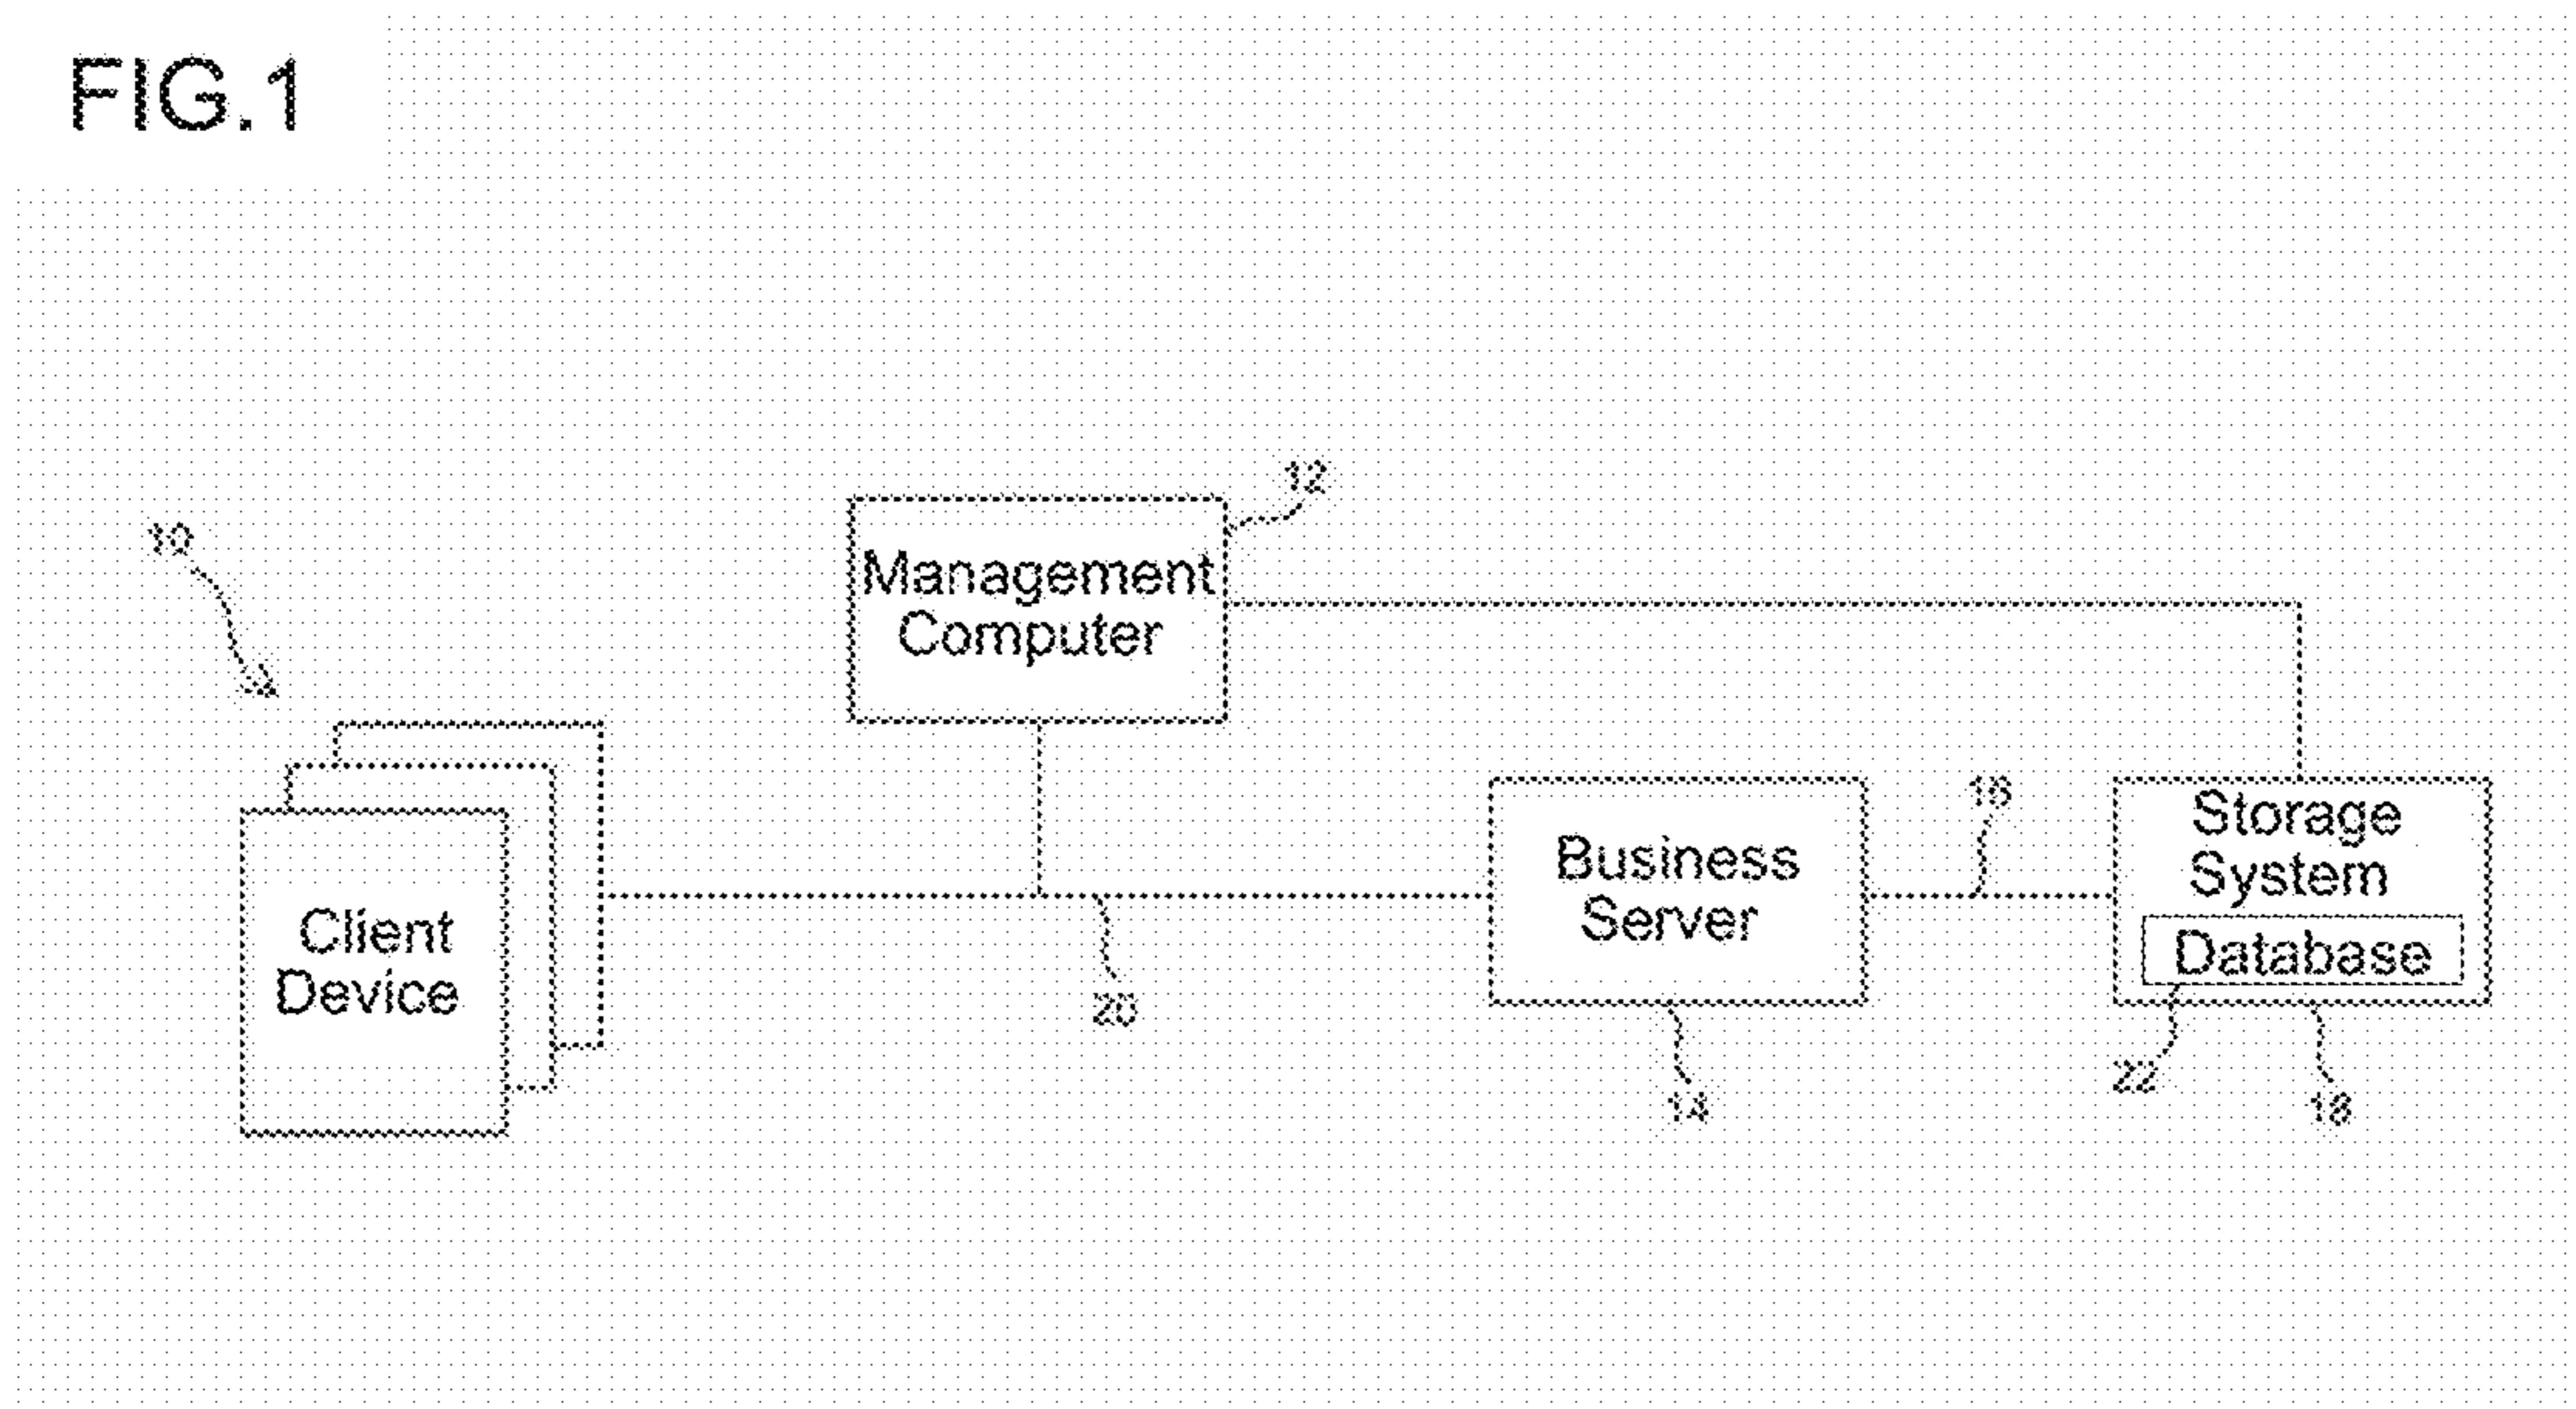 FIG.1
12
10
Management
Computer
16
Storage
System
Business
Server
Database
Client
Device
20
22
14
18